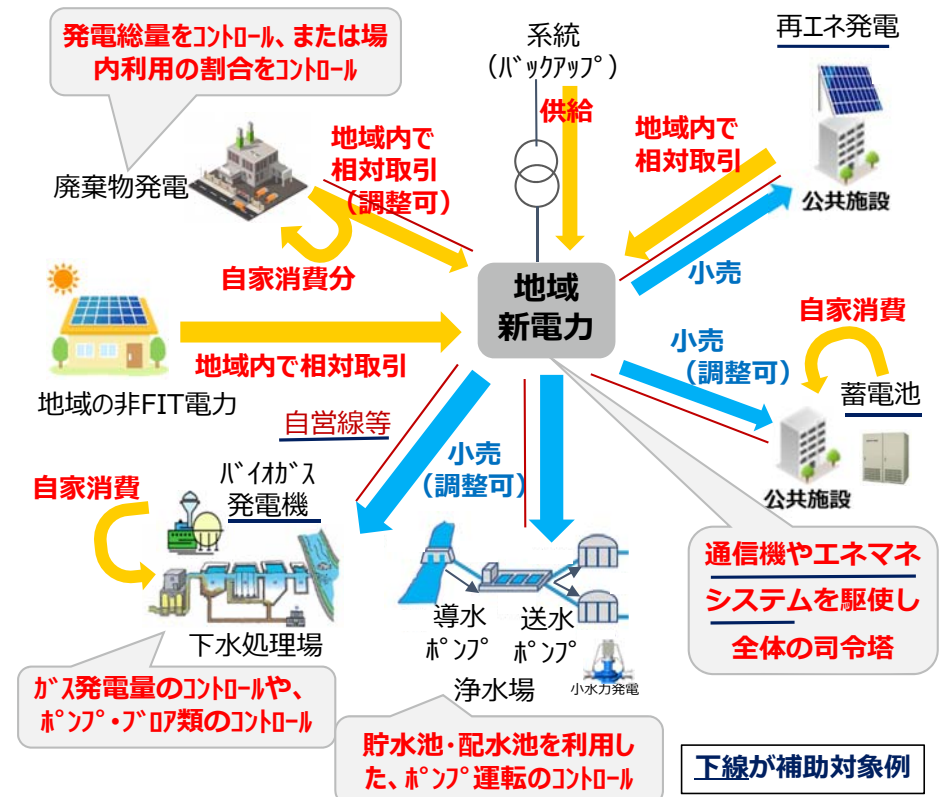 発電総量をｺﾝﾄﾛｰﾙ、または場
内利用の割合をｺﾝﾄﾛｰﾙ
系統
（ﾊﾞｯｸｱｯﾌﾟ）
供給
再エネ発電
地域内で
相対取引
公共施設
廃棄物発電
地域内で
相対取引
（調整可）
自家消費分
小売
地域
新電力
地域内で相対取引
地域の非FIT電力
小売
（調整可）
自家消費
蓄電池
公共施設
自営線等
小売
（調整可）
自家消費
ﾊﾞｲｵｶﾞｽ
発電機
下水処理場
導水
ﾎﾟﾝﾌﾟ
送水
ﾎﾟﾝﾌﾟ
浄水場
小水力発電
通信機やエネマネ
システムを駆使し
全体の司令塔
ｶﾞｽ発電量のｺﾝﾄﾛｰﾙや、
ﾎﾟﾝﾌﾟ・ﾌﾞﾛｱ類のｺﾝﾄﾛｰﾙ
貯水池・配水池を利用し
た、ﾎﾟﾝﾌﾟ運転のｺﾝﾄﾛｰﾙ
下線が補助対象例